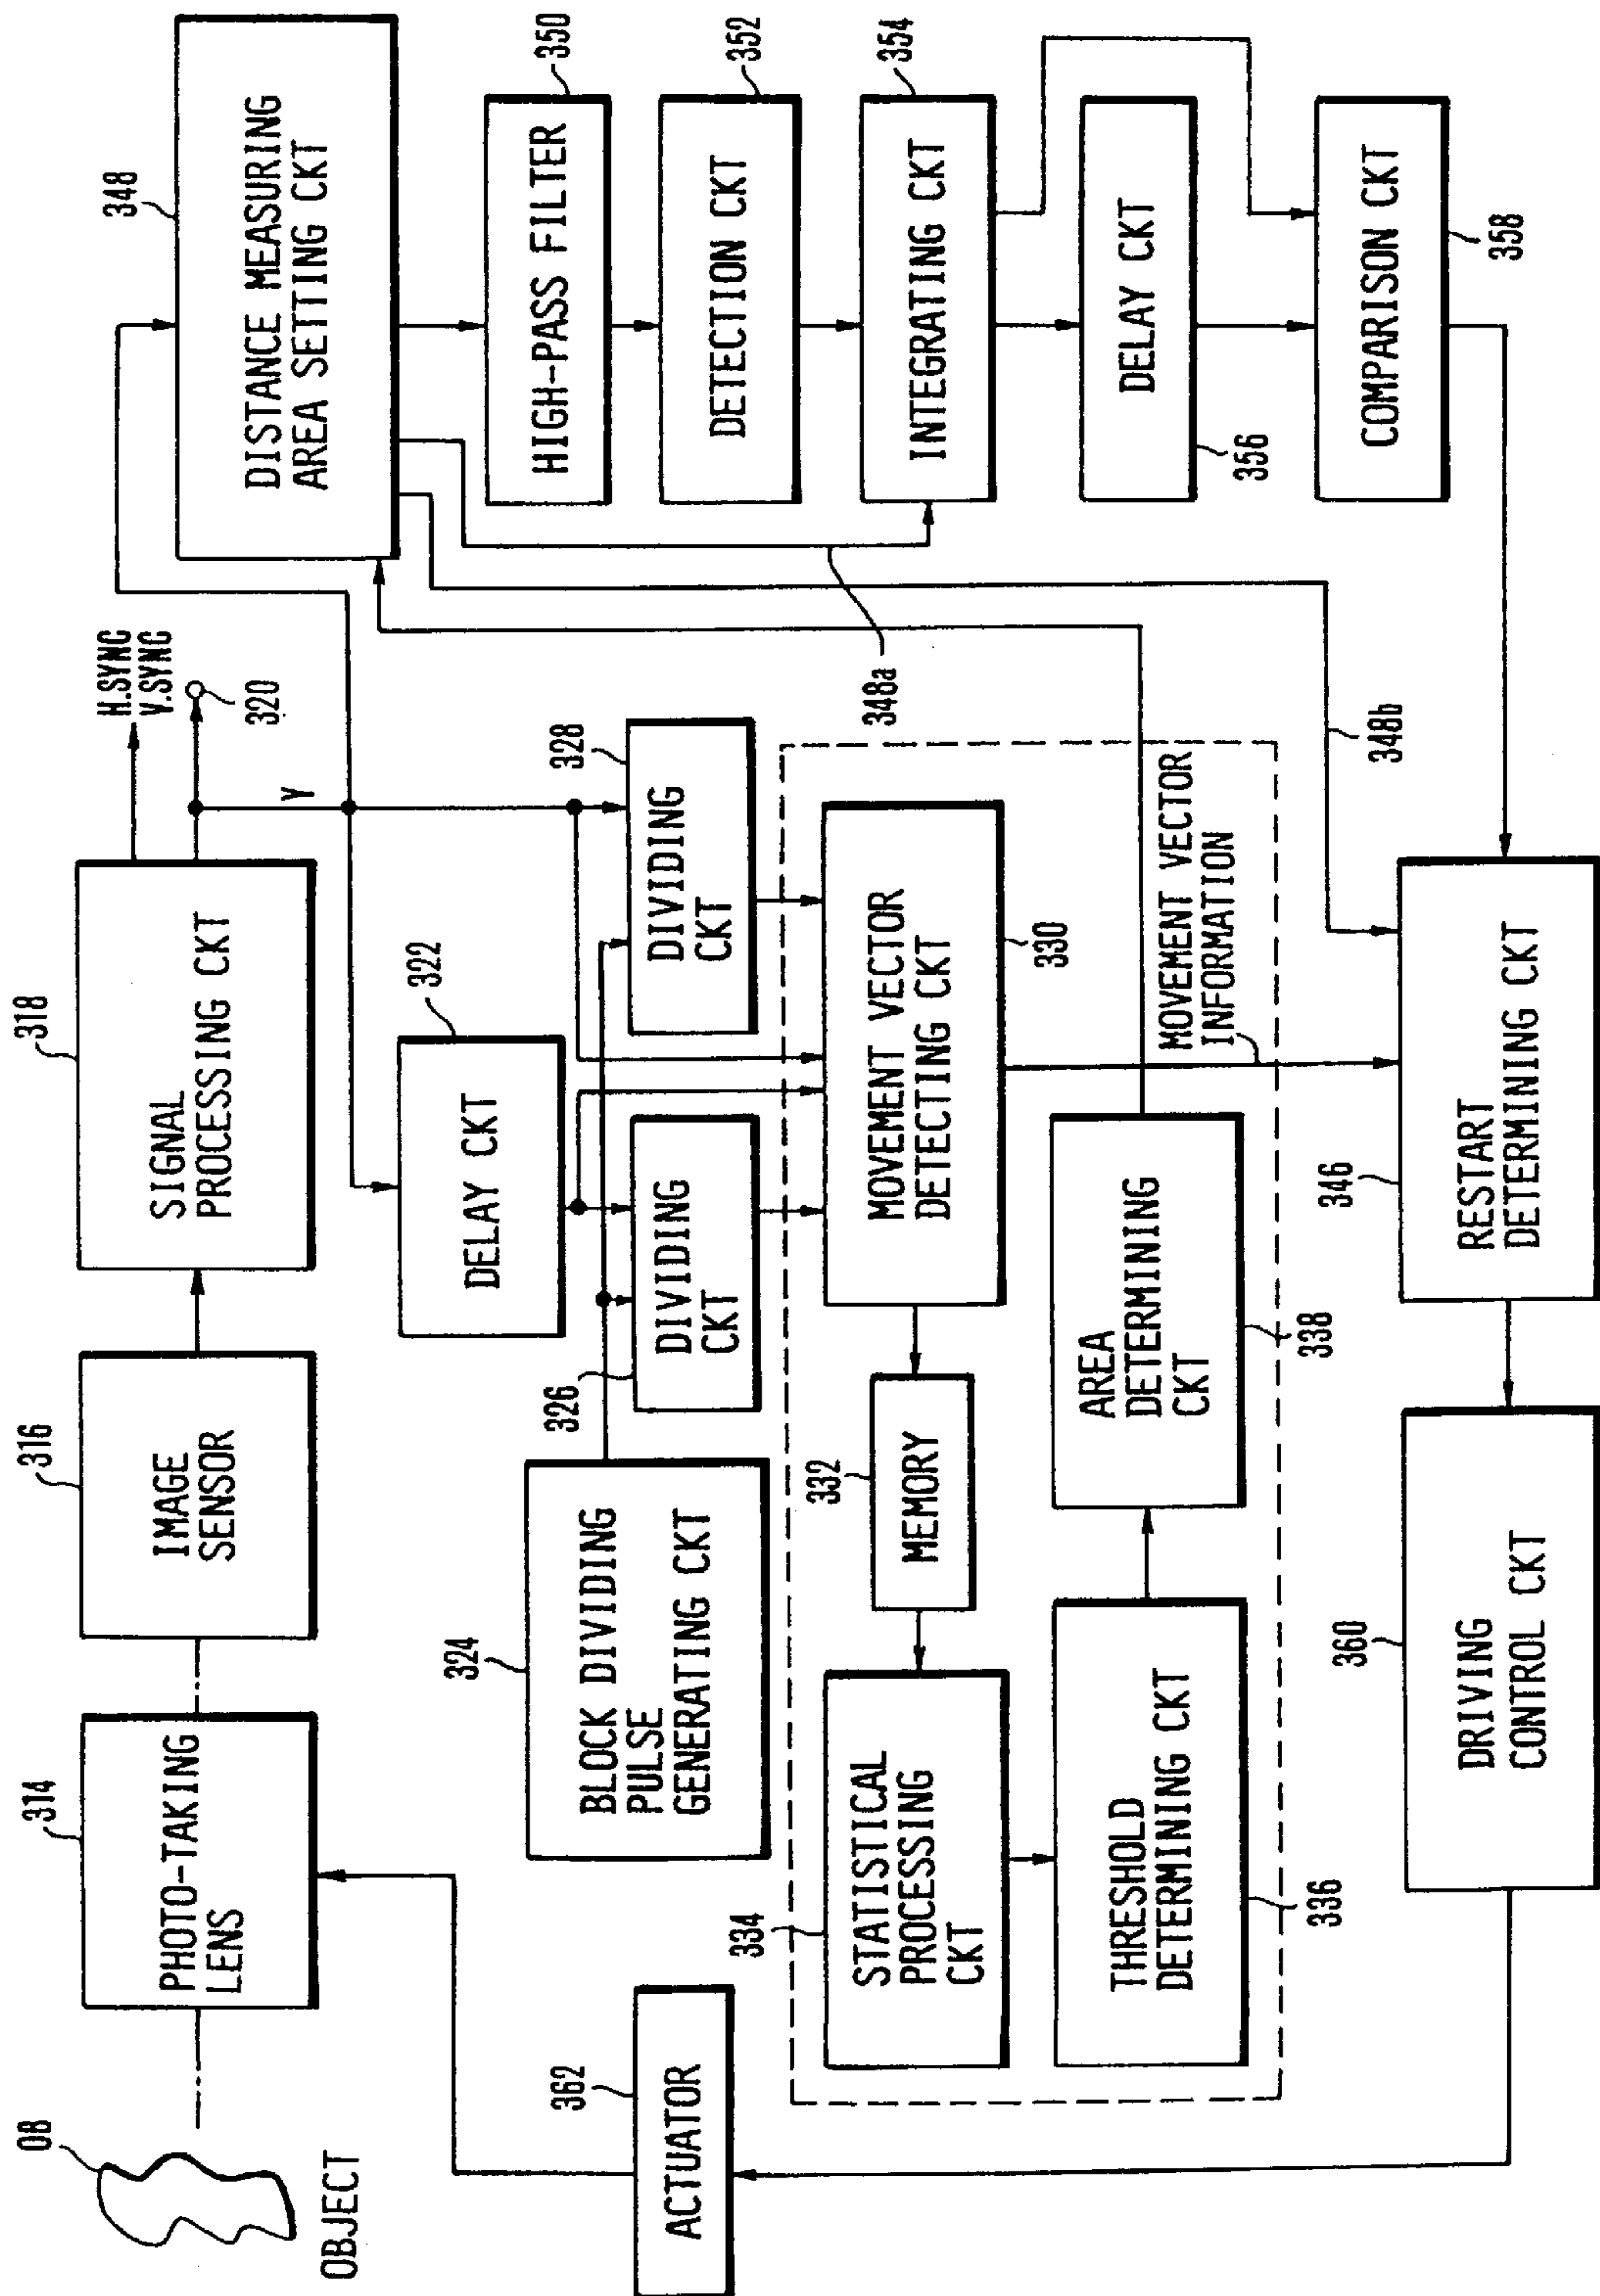 OB
OBJECT
314
PHOTO-TAKING
LENS
316
IMAGE
SENSOR
318
SIGNAL
PROCESSING CKT
H.SYNC
V.SYNC
320
Y
348
DISTANCE MEASURING
AREA SETTING CKT
322
DELAY CKT
324
BLOCK DIVIDING
PULSE
GENERATING CKT
326
DIVIDING
CKT
328
DIVIDING
CKT
350
HIGH-PASS FILTER
352
DETECTION CKT
354
INTEGRATING CKT
348a
362
ACTUATOR
334
STATISTICAL
PROCESSING
CKT
332
MEMORY
MOVEMENT VECTOR
DETECTING CKT
330
THRESHOLD
DETERMINING CKT
336
AREA
DETERMINING
CKT
338
MOVEMENT VECTOR
INFORMATION
DELAY CKT
356
COMPARISON CKT
358
348b
360
DRIVING
CONTROL CKT
346
RESTART
DETERMINING CKT